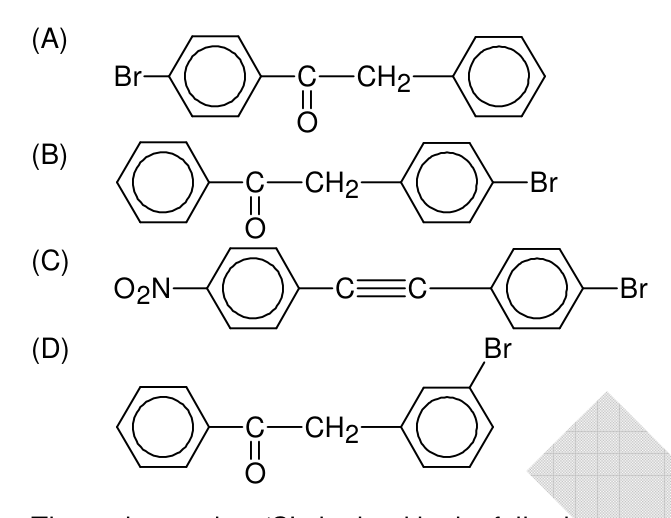 (A)
Br C CH2
O
(B)
C CH2 Br
O
(C)
O2N C C Br
(D)
Br
C CH2
O